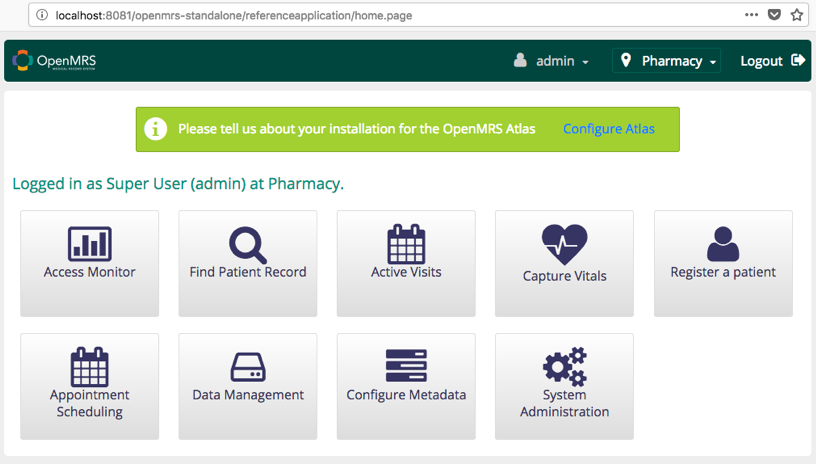 localhost:8081/openmrs-standalone/referenceapplication/home.page
OpenMRS
MEDICAL RECORD SYSTEM
admin
Pharmacy
Logout
Please tell us about your installation for the OpenMRS Atlas
Configure Atlas
Logged in as Super User (admin) at Pharmacy.
Access Monitor
Find Patient Record
Active Visits
Capture Vitals
Register a patient
Appointment
Scheduling
Data Management
Configure Metadata
System
Administration